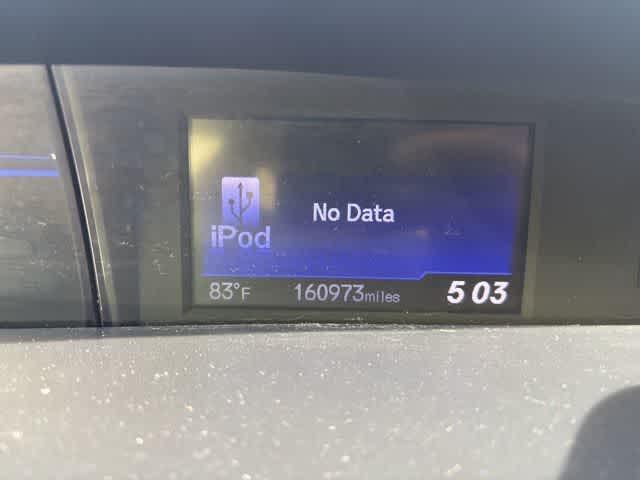 No Data
iPod
83°F 160973miles 5 03